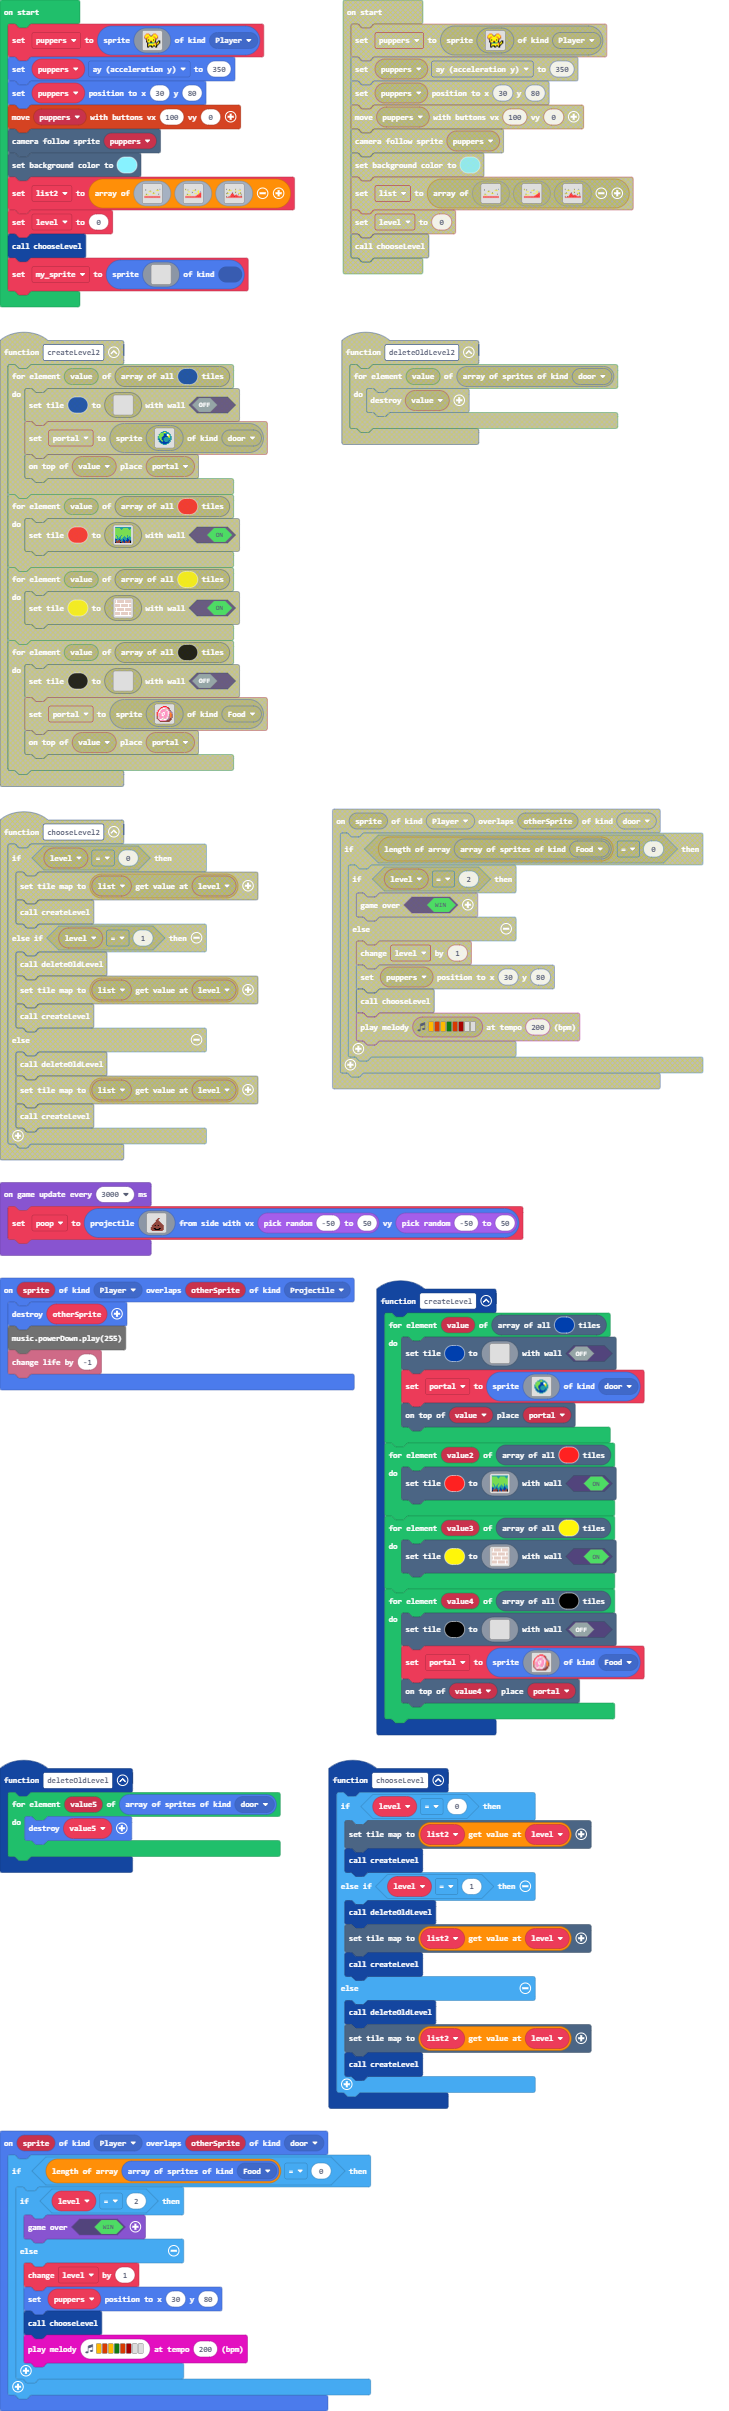 on start
set puppers to sprite of kind Player
set puppers ay (acceleration y) to 350
set puppers position to x 30 y 80
move puppers with buttons vx 100 vy 0
camera follow sprite puppers
set background color to
set list2 to array of
set level to 0
call chooseLevel
set my_sprite to sprite of kind
on start
set puppers to sprite of kind Player
set puppers ay (acceleration y) to 350
set puppers position to x 30 y 80
move puppers with buttons vx 100 vy 0
camera follow sprite puppers
set background color to
set list to array of
set level to 0
call chooseLevel
function createLevel2
for element value of array of all tiles
do
set tile to with wall OFF
set portal to sprite of kind door
on top of value place portal
for element value of array of all tiles
do
set tile to with wall ON
for element value of array of all tiles
do
set tile to with wall ON
for element value of array of all tiles
do
set tile to with wall OFF
set portal to sprite of kind Food
on top of value place portal
function deleteOldLevel2
for element value of array of sprites of kind door
do
destroy value
function chooseLevel2
if level = 0 then
set tile map to list get value at level
call createLevel
else if level = 1 then
call deleteOldLevel
set tile map to list get value at level
call createLevel
else
call deleteOldLevel
set tile map to list get value at level
call createLevel
on sprite of kind Player overlaps otherSprite of kind door
if length of array array of sprites of kind Food = 0 then
if level = 2 then
game over WIN
else
change level by 1
set puppers position to x 30 y 80
call chooseLevel
play melody at tempo 200 (bpm)
on game update every 3000 ms
set poop to projectile from side with vx pick random -50 to 50 vy pick random -50 to 50
on sprite of kind Player overlaps otherSprite of kind Projectile
destroy otherSprite
music.powerDown.play(255)
change life by -1
function createLevel
for element value of array of all tiles
do
set tile to with wall OFF
set portal to sprite of kind door
on top of value place portal
for element value2 of array of all tiles
do
set tile to with wall ON
for element value3 of array of all tiles
do
set tile to with wall ON
for element value4 of array of all tiles
do
set tile to with wall OFF
set portal to sprite of kind Food
on top of value4 place portal
function deleteOldLevel
for element value5 of array of sprites of kind door
do
destroy value5
function chooseLevel
if level = 0 then
set tile map to list2 get value at level
call createLevel
else if level = 1 then
call deleteOldLevel
set tile map to list2 get value at level
call createLevel
else
call deleteOldLevel
set tile map to list2 get value at level
call createLevel
on sprite of kind Player overlaps otherSprite of kind door
if length of array array of sprites of kind Food = 0 then
if level = 2 then
game over WIN
else
change level by 1
set puppers position to x 30 y 80
call chooseLevel
play melody at tempo 200 (bpm)